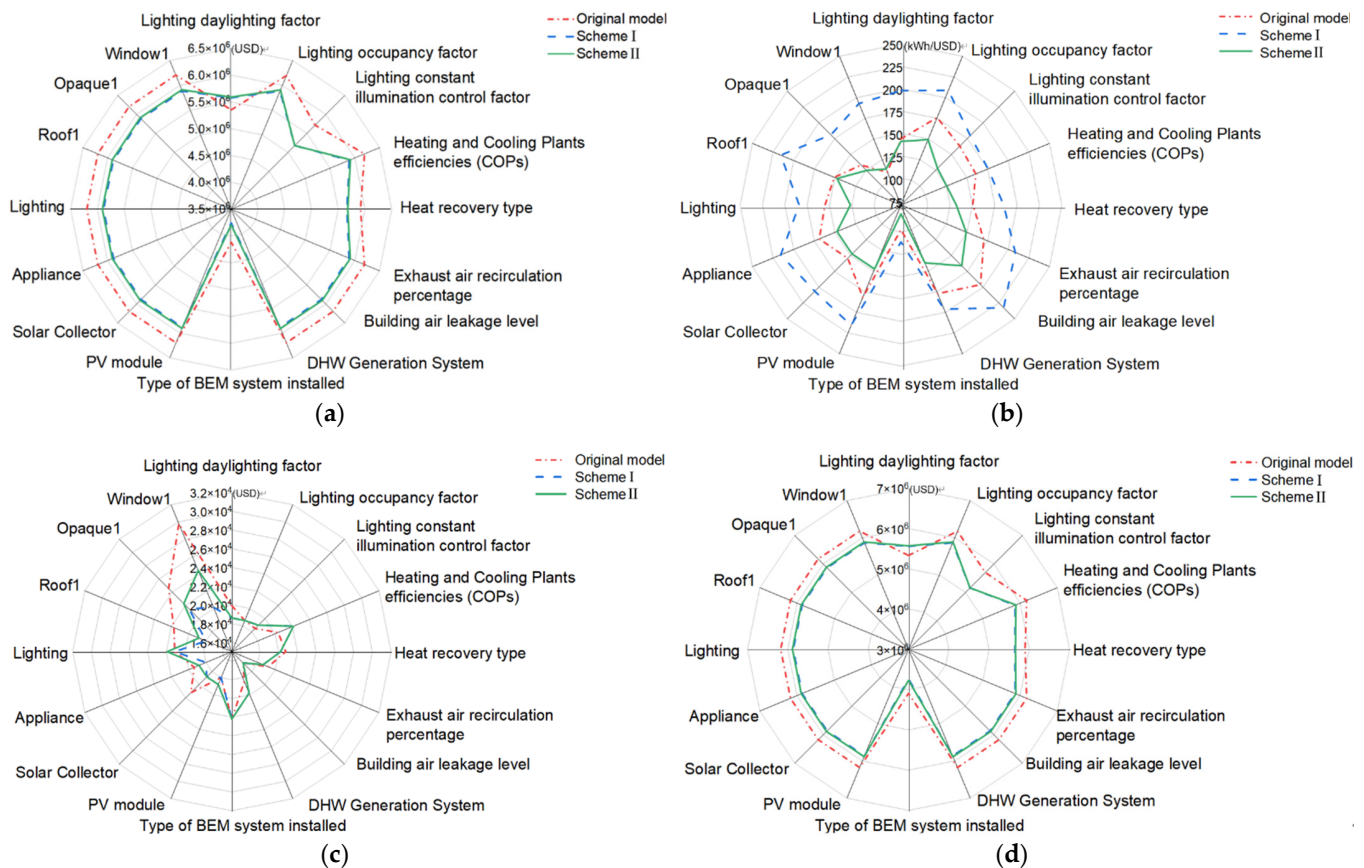 Lighting daylighting factor
Original model
Scheme I
Scheme II
6.5×10⁶(USD)
6.0×10⁶
5.5×10⁶
5.0×10⁶
4.5×10⁶
4.0×10⁶
Window1
Opaque1
Roof1
Lighting
Appliance
Solar Collector
PV module
Type of BEM system installed
Lighting occupancy factor
Lighting constant
illumination control factor
Heating and Cooling Plants
efficiencies (COPs)
Heat recovery type
Exhaust air recirculation
percentage
Building air leakage level
DHW Generation System
(a)
Lighting daylighting factor
Original model
Scheme I
Scheme II
250(kWh/USD)
225
200
175
150
125
100
75
Window1
Opaque1
Roof1
Lighting
Appliance
Solar Collector
PV module
Type of BEM system installed
Lighting occupancy factor
Lighting constant
illumination control factor
Heating and Cooling Plants
efficiencies (COPs)
Heat recovery type
Exhaust air recirculation
percentage
Building air leakage level
DHW Generation System
(b)
Lighting daylighting factor
Original model
Scheme I
Scheme II
3.2×10⁴(USD)
3.0×10⁴
2.8×10⁴
2.6×10⁴
2.4×10⁴
2.2×10⁴
2.0×10⁴
1.8×10⁴
Window1
Opaque1
Roof1
Lighting
Appliance
Solar Collector
PV module
Type of BEM system installed
Lighting occupancy factor
Lighting constant
illumination control factor
Heating and Cooling Plants
efficiencies (COPs)
Heat recovery type
Exhaust air recirculation
percentage
Building air leakage level
DHW Generation System
(c)
Lighting daylighting factor
Original model
Scheme I
Scheme II
7×10⁶(USD)
6×10⁶
5×10⁶
4×10⁶
Window1
Opaque1
Roof1
Lighting
Appliance
Solar Collector
PV module
Type of BEM system installed
Lighting occupancy factor
Lighting constant
illumination control factor
Heating and Cooling Plants
efficiencies (COPs)
Heat recovery type
Exhaust air recirculation
percentage
Building air leakage level
DHW Generation System
(d)